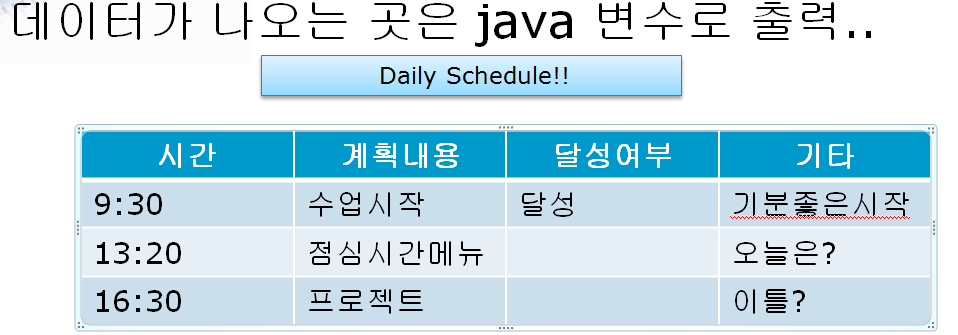 데이터가 나오는 곳은 java 변수로 출력..
Daily Schedule!!
시간 계획내용 달성여부 기타
9:30 수업시작 달성 기분좋은시작
13:20 점심시간메뉴 오늘은?
16:30 프로젝트 이틀?